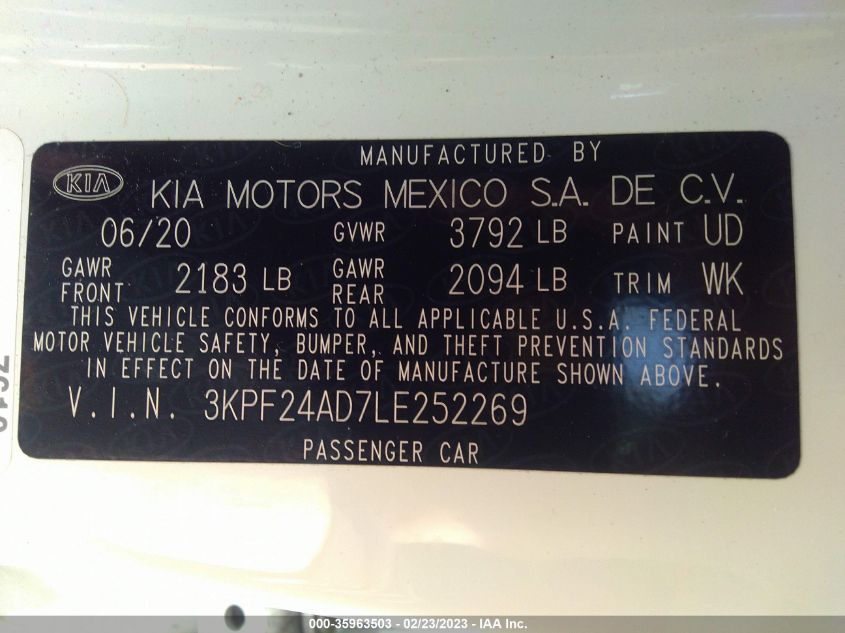 MANUFACTURED BY
KIA
KIA MOTORS MEXICO S.A. DE C.V.
06/20 GVWR 3792 LB PAINT UD
GAWR FRONT 2183 LB GAWR REAR 2094 LB TRIM WK
THIS VEHICLE CONFORMS TO ALL APPLICABLE U.S.A. FEDERAL
MOTOR VEHICLE SAFETY, BUMPER, AND THEFT PREVENTION STANDARDS
IN EFFECT ON THE DATE OF MANUFACTURE SHOWN ABOVE.
V.I.N. 3KPF24AD7LE252269
PASSENGER CAR
000-35963503 - 02/23/2023 - IAA Inc.